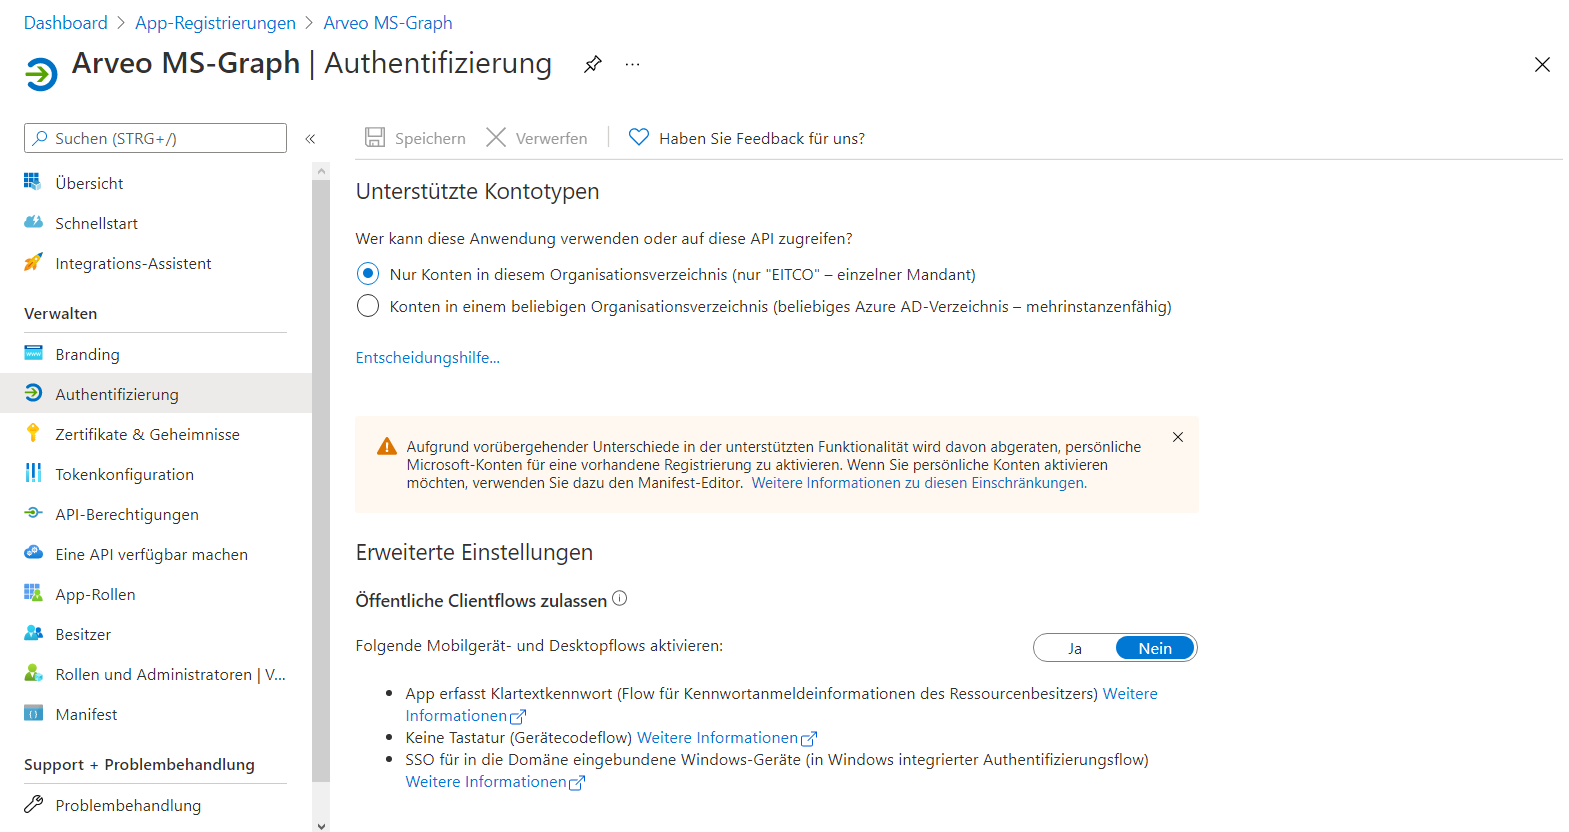 Dashboard > App-Registrierungen > Arveo MS-Graph
Arveo MS-Graph | Authentifizierung
Suchen (STRG+/)
Übersicht
Schnellstart
Integrations-Assistent
Verwalten
Branding
Authentifizierung
Zertifikate & Geheimnisse
Tokenkonfiguration
API-Berechtigungen
Eine API verfügbar machen
App-Rollen
Besitzer
Rollen und Administratoren | V...
Manifest
Support + Problembehandlung
Problembehandlung
Speichern Verwerfen Haben Sie Feedback für uns?
Unterstützte Kontotypen
Wer kann diese Anwendung verwenden oder auf diese API zugreifen?
Nur Konten in diesem Organisationsverzeichnis (nur "EITCO" – einzelner Mandant)
Konten in einem beliebigen Organisationsverzeichnis (beliebiges Azure AD-Verzeichnis – mehrinstanzenfähig)
Entscheidungshilfe...
Aufgrund vorübergehender Unterschiede in der unterstützten Funktionalität wird davon abgeraten, persönliche
Microsoft-Konten für eine vorhandene Registrierung zu aktivieren. Wenn Sie persönliche Konten aktivieren
möchten, verwenden Sie dazu den Manifest-Editor. Weitere Informationen zu diesen Einschränkungen.
Erweiterte Einstellungen
Öffentliche Clientflows zulassen
Folgende Mobilgerät- und Desktopflows aktivieren:
Ja Nein
• App erfasst Klartextkennwort (Flow für Kennwortanmeldeinformationen des Ressourcenbesitzers) Weitere
Informationen
• Keine Tastatur (Gerätecodeflow) Weitere Informationen
• SSO für in die Domäne eingebundene Windows-Geräte (in Windows integrierter Authentifizierungsflow)
Weitere Informationen